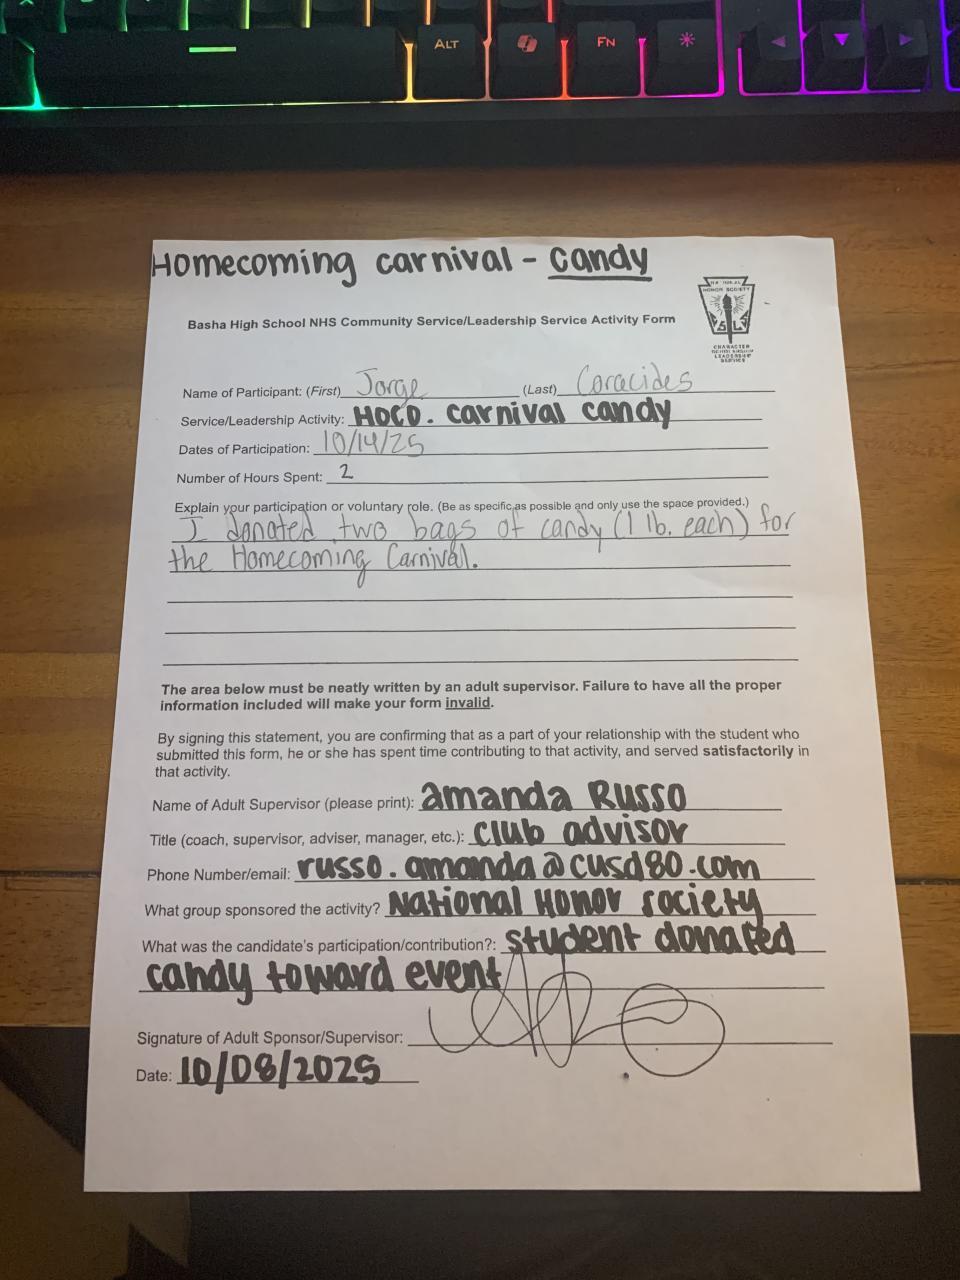 ALT
FN
Homecoming carnival - candy
NATIONAL
HONOR SOCIETY
CHARACTER
SCHOLARSHIP
LEADERSHIP
SERVICE
Basha High School NHS Community Service/Leadership Service Activity Form
Name of Participant: (First) Jorge (Last) Caracides
Service/Leadership Activity: HOCO. carnival candy
Dates of Participation: 10/14/25
Number of Hours Spent: 2
Explain your participation or voluntary role. (Be as specific as possible and only use the space provided.)
I donated two bags of candy (1 lb. each) for
the Homecoming Carnival.
The area below must be neatly written by an adult supervisor. Failure to have all the proper
information included will make your form invalid.
By signing this statement, you are confirming that as a part of your relationship with the student who
submitted this form, he or she has spent time contributing to that activity, and served satisfactorily in
that activity.
Name of Adult Supervisor (please print): amanda Russo
Title (coach, supervisor, adviser, manager, etc.): club advisor
Phone Number/email: russo.amanda@cusd80.com
What group sponsored the activity? National Honor society
What was the candidate's participation/contribution?: student donated
candy toward event
Signature of Adult Sponsor/Supervisor:
Date: 10/08/2025